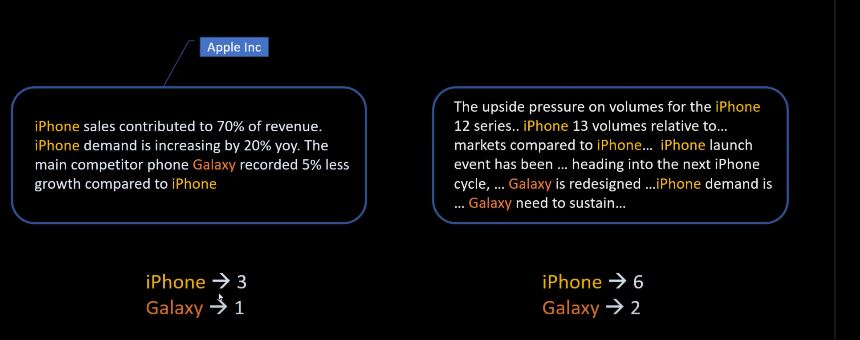 Apple Inc
iPhone sales contributed to 70% of revenue.
iPhone demand is increasing by 20% yoy. The
main competitor phone Galaxy recorded 5% less
growth compared to iPhone
The upside pressure on volumes for the iPhone
12 series.. iPhone 13 volumes relative to...
markets compared to iPhone... iPhone launch
event has been ... heading into the next iPhone
cycle, ... Galaxy is redesigned ...iPhone demand is
... Galaxy need to sustain...
iPhone → 3
Galaxy → 1
iPhone → 6
Galaxy → 2